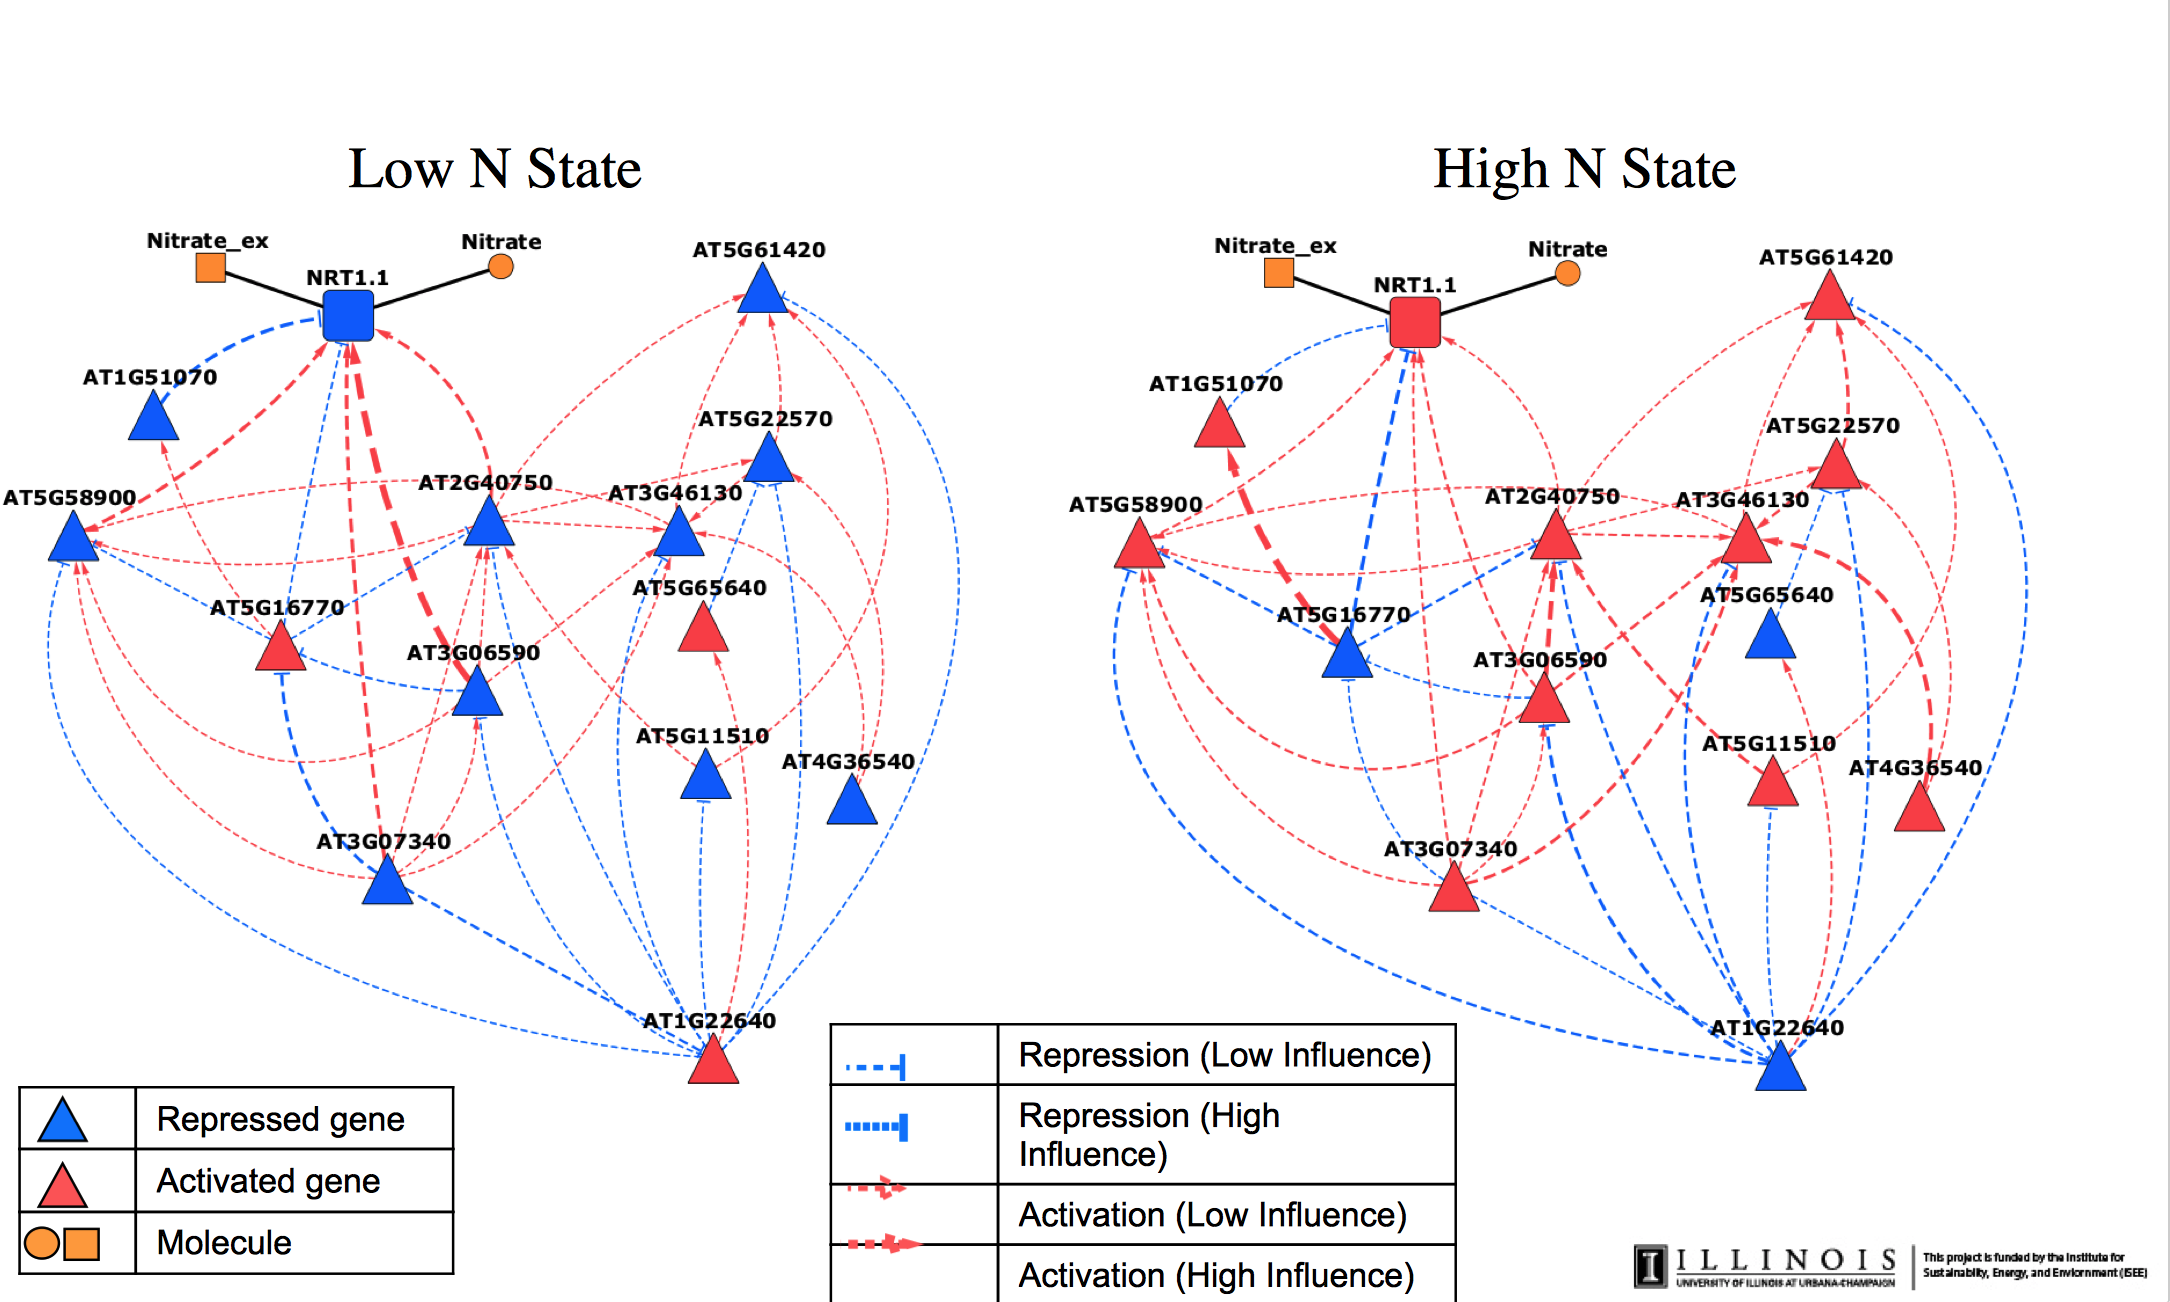 Low N State
High N State
Nitrate_ex
Nitrate
NRT1.1
AT5G61420
AT1G51070
AT5G22570
AT5G58900
AT2G40750
AT3G46130
AT5G65640
AT5G16770
AT3G06590
AT5G11510
AT4G36540
AT3G07340
AT1G22640
Nitrate_ex
Nitrate
NRT1.1
AT5G61420
AT1G51070
AT5G22570
AT5G58900
AT2G40750
AT3G46130
AT5G65640
AT5G16770
AT3G06590
AT5G11510
AT4G36540
AT3G07340
AT1G22640
Repressed gene
Activated gene
Molecule
Repression (Low Influence)
Repression (High
Influence)
Activation (Low Influence)
Activation (High Influence)
I ILLINOIS
UNIVERSITY OF ILLINOIS AT URBANA-CHAMPAIGN
This project is funded by the Institute for
Sustainability, Energy, and Enviornment (iSEE)